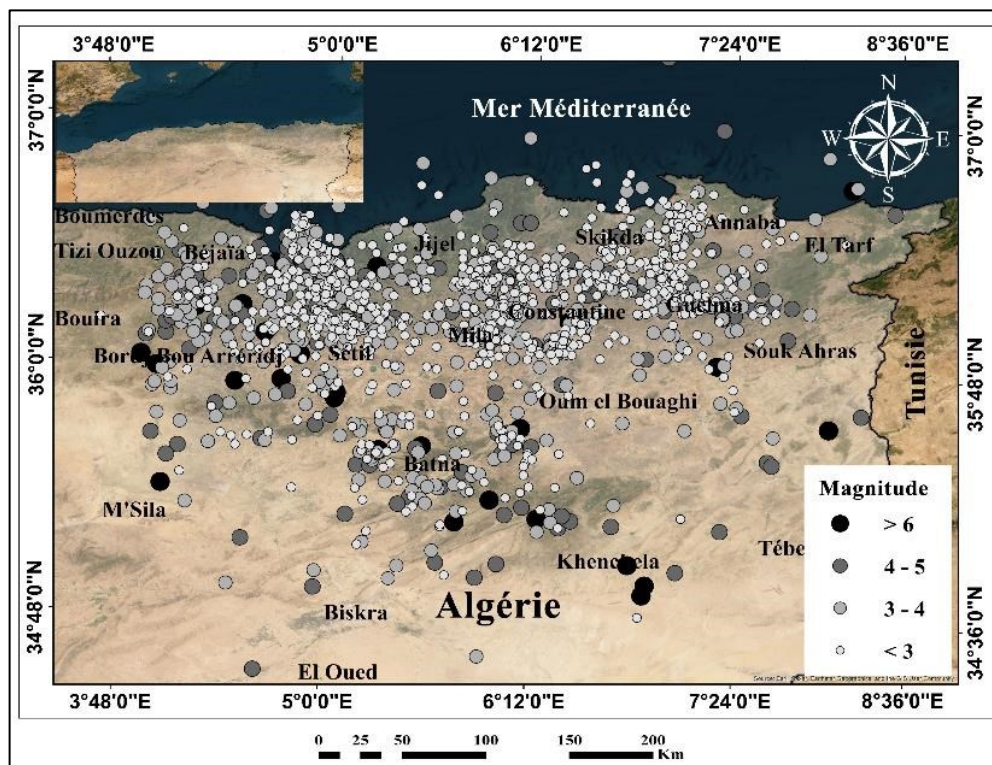 3°48'0"E 5°0'0"E 6°12'0"E 7°24'0"E 8°36'0"E
37°0'0"N
37°0'0"N
Mer Méditerranée
N
W E
S
Boumerdès
Annaba
Skikda
Jijel
El Tarf
Tizi Ouzou
Béjaïa
Guelma
Constantine
Bouira
Mila
Sétif
Souk Ahras
Bordj Bou Arréridj
36°0'0"N
35°48'0"N
Tunisie
Oum el Bouaghi
Batna
M'Sila
Khenchela
Tébe
Biskra
Algérie
El Oued
34°48'0"N
34°36'0"N
Magnitude
> 6
4 - 5
3 - 4
< 3
3°48'0"E 5°0'0"E 6°12'0"E 7°24'0"E 8°36'0"E
0 25 50 100 150 200
Km